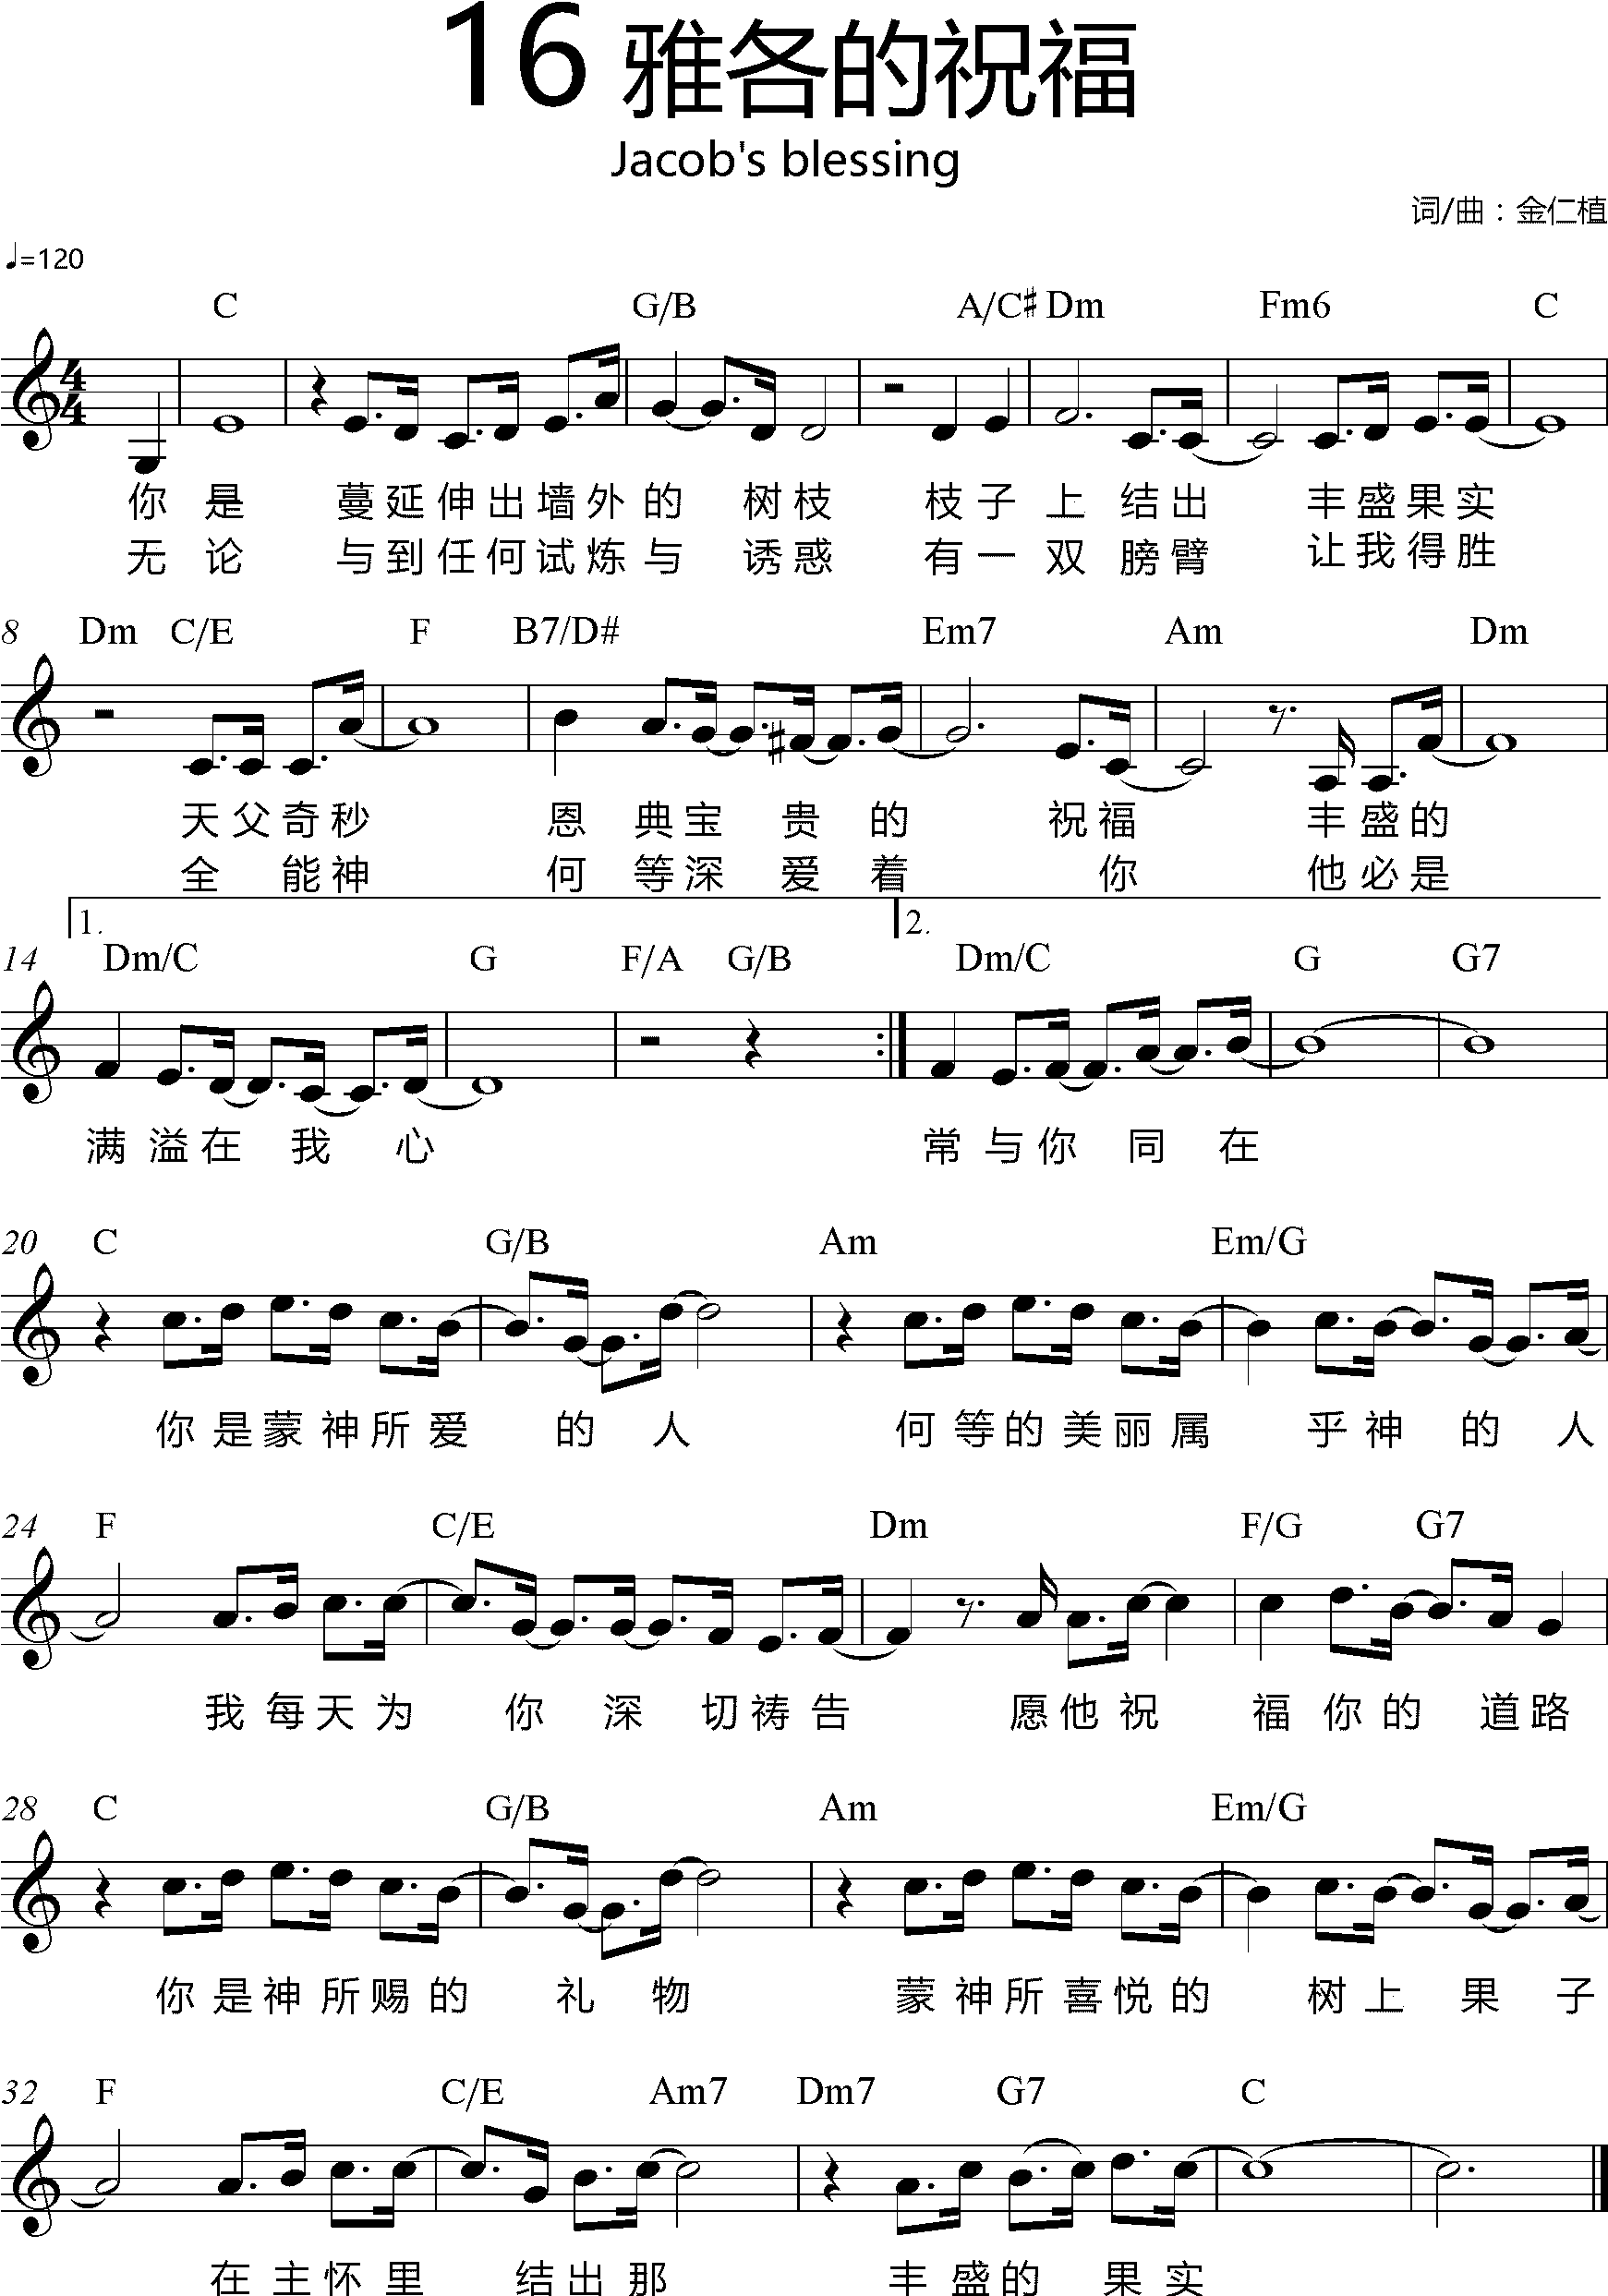 16 雅各的祝福
Jacob's blessing
词/曲：金仁植
♩=120
C G/B A/C♯ Dm Fm6 C
4/4
你 是 蔓 延 伸 出 墙 外 的 树 枝 枝 子 上 结 出 丰 盛 果 实
无 论 与 到 任 何 试 炼 与 诱 惑 有 一 双 膀 臂 让 我 得 胜
8 Dm C/E F B7/D# Em7 Am Dm
天 父 奇 秒 恩 典 宝 贵 的 祝 福 丰 盛 的
全 能 神 何 等 深 爱 着 你 他 必 是
1. 2.
14 Dm/C G F/A G/B Dm/C G G7
满 溢 在 我 心 常 与 你 同 在
20 C G/B Am Em/G
你 是 蒙 神 所 爱 的 人 何 等 的 美 丽 属 乎 神 的 人
24 F C/E Dm F/G G7
我 每 天 为 你 深 切 祷 告 愿 他 祝 福 你 的 道 路
28 C G/B Am Em/G
你 是 神 所 赐 的 礼 物 蒙 神 所 喜 悦 的 树 上 果 子
32 F C/E Am7 Dm7 G7 C
在 主 怀 里 结 出 那 丰 盛 的 果 实